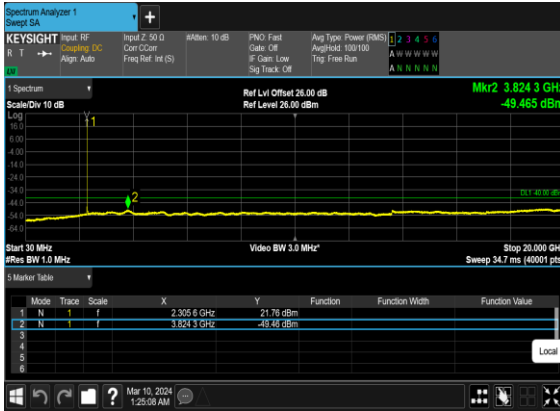 Spectrum Analyzer 1
Swept SA
KEYSIGHT
R T
LV
Input: RF
Coupling: DC
Align: Auto
Input Z: 50 Ω
Corr CCorr
Freq Ref: Int (S)
#Atten: 10 dB
PNO: Fast
Gate: Off
IF Gain: Low
Sig Track: Off
Avg Type: Power (RMS)
Avg|Hold: 100/100
Trig: Free Run
1 2 3 4 5 6
A W W W W W
A N N N N N
1 Spectrum
Scale/Div 10 dB
Ref Lvl Offset 26.00 dB
Ref Level 26.00 dBm
Mkr2 3.824 3 GHz
-49.465 dBm
Log
16.0
6.00
-4.00
-14.0
-24.0
-34.0
-44.0
-54.0
-64.0
1
2
DL1 -40.00 dBm
Start 30 MHz
#Res BW 1.0 MHz
Video BW 3.0 MHz*
Stop 20.000 GHz
Sweep 34.7 ms (40001 pts)
5 Marker Table
Mode Trace Scale X Y Function Function Width Function Value
1 N 1 f 2.305 6 GHz 21.76 dBm
2 N 1 f 3.824 3 GHz -49.46 dBm
3
4
5
6
Local
?
Mar 10, 2024
1:25:08 AM